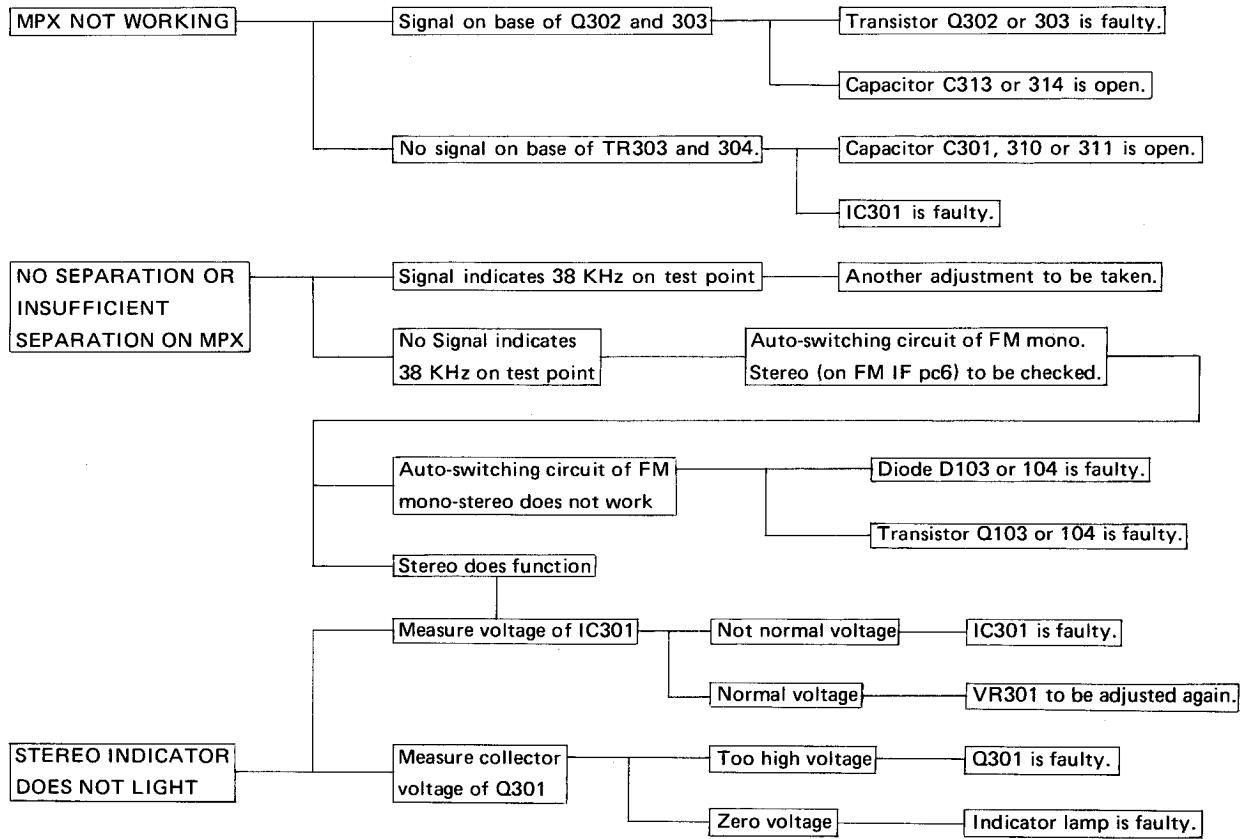 MPX NOT WORKING
Signal on base of Q302 and 303
Transistor Q302 or 303 is faulty.
Capacitor C313 or 314 is open.
No signal on base of TR303 and 304.
Capacitor C301, 310 or 311 is open.
IC301 is faulty.
NO SEPARATION OR
INSUFFICIENT
SEPARATION ON MPX
Signal indicates 38 KHz on test point
Another adjustment to be taken.
No Signal indicates
38 KHz on test point
Auto-switching circuit of FM mono.
Stereo (on FM IF pc6) to be checked.
Auto-switching circuit of FM
mono-stereo does not work
Diode D103 or 104 is faulty.
Transistor Q103 or 104 is faulty.
Stereo does function
Measure voltage of IC301
Not normal voltage
IC301 is faulty.
Normal voltage
VR301 to be adjusted again.
STEREO INDICATOR
DOES NOT LIGHT
Measure collector
voltage of Q301
Too high voltage
Q301 is faulty.
Zero voltage
Indicator lamp is faulty.